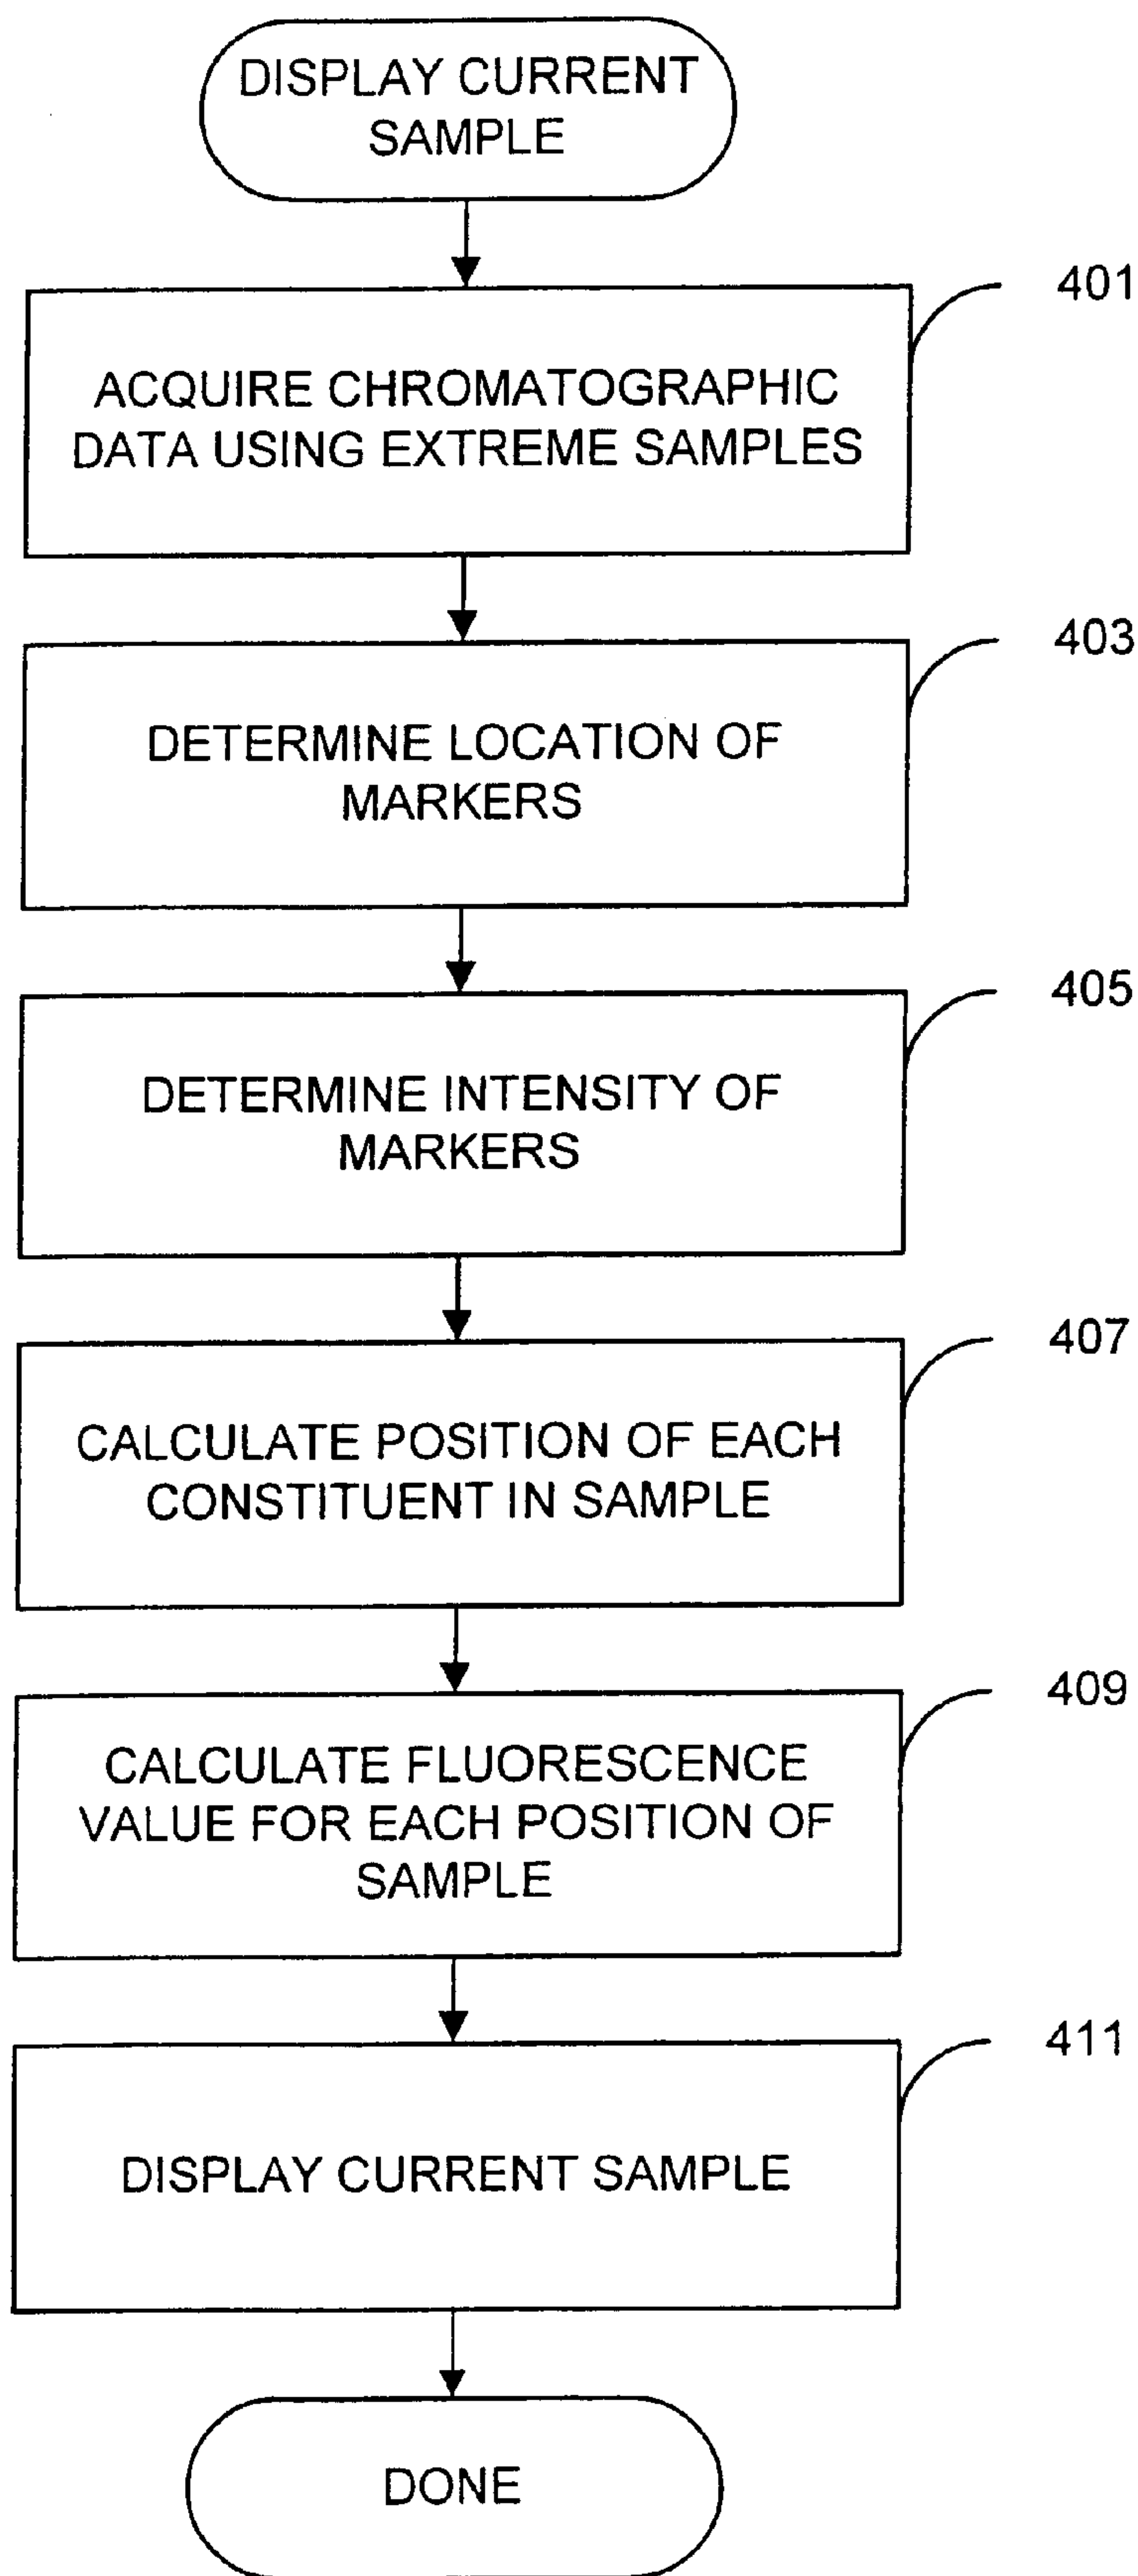 DISPLAY CURRENT
SAMPLE
401
ACQUIRE CHROMATOGRAPHIC
DATA USING EXTREME SAMPLES
403
DETERMINE LOCATION OF
MARKERS
405
DETERMINE INTENSITY OF
MARKERS
407
CALCULATE POSITION OF EACH
CONSTITUENT IN SAMPLE
409
CALCULATE FLUORESCENCE
VALUE FOR EACH POSITION OF
SAMPLE
411
DISPLAY CURRENT SAMPLE
DONE